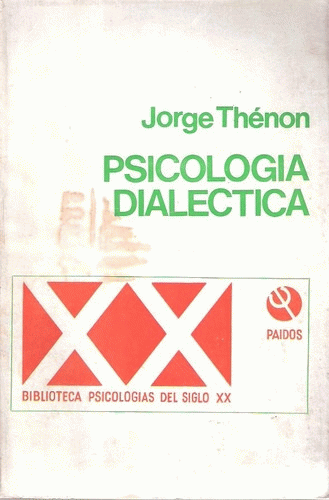 Jorge Thénon
PSICOLOGIA
DIALECTICA
XX
PAIDOS
BIBLIOTECA PSICOLOGIAS DEL SIGLO XX